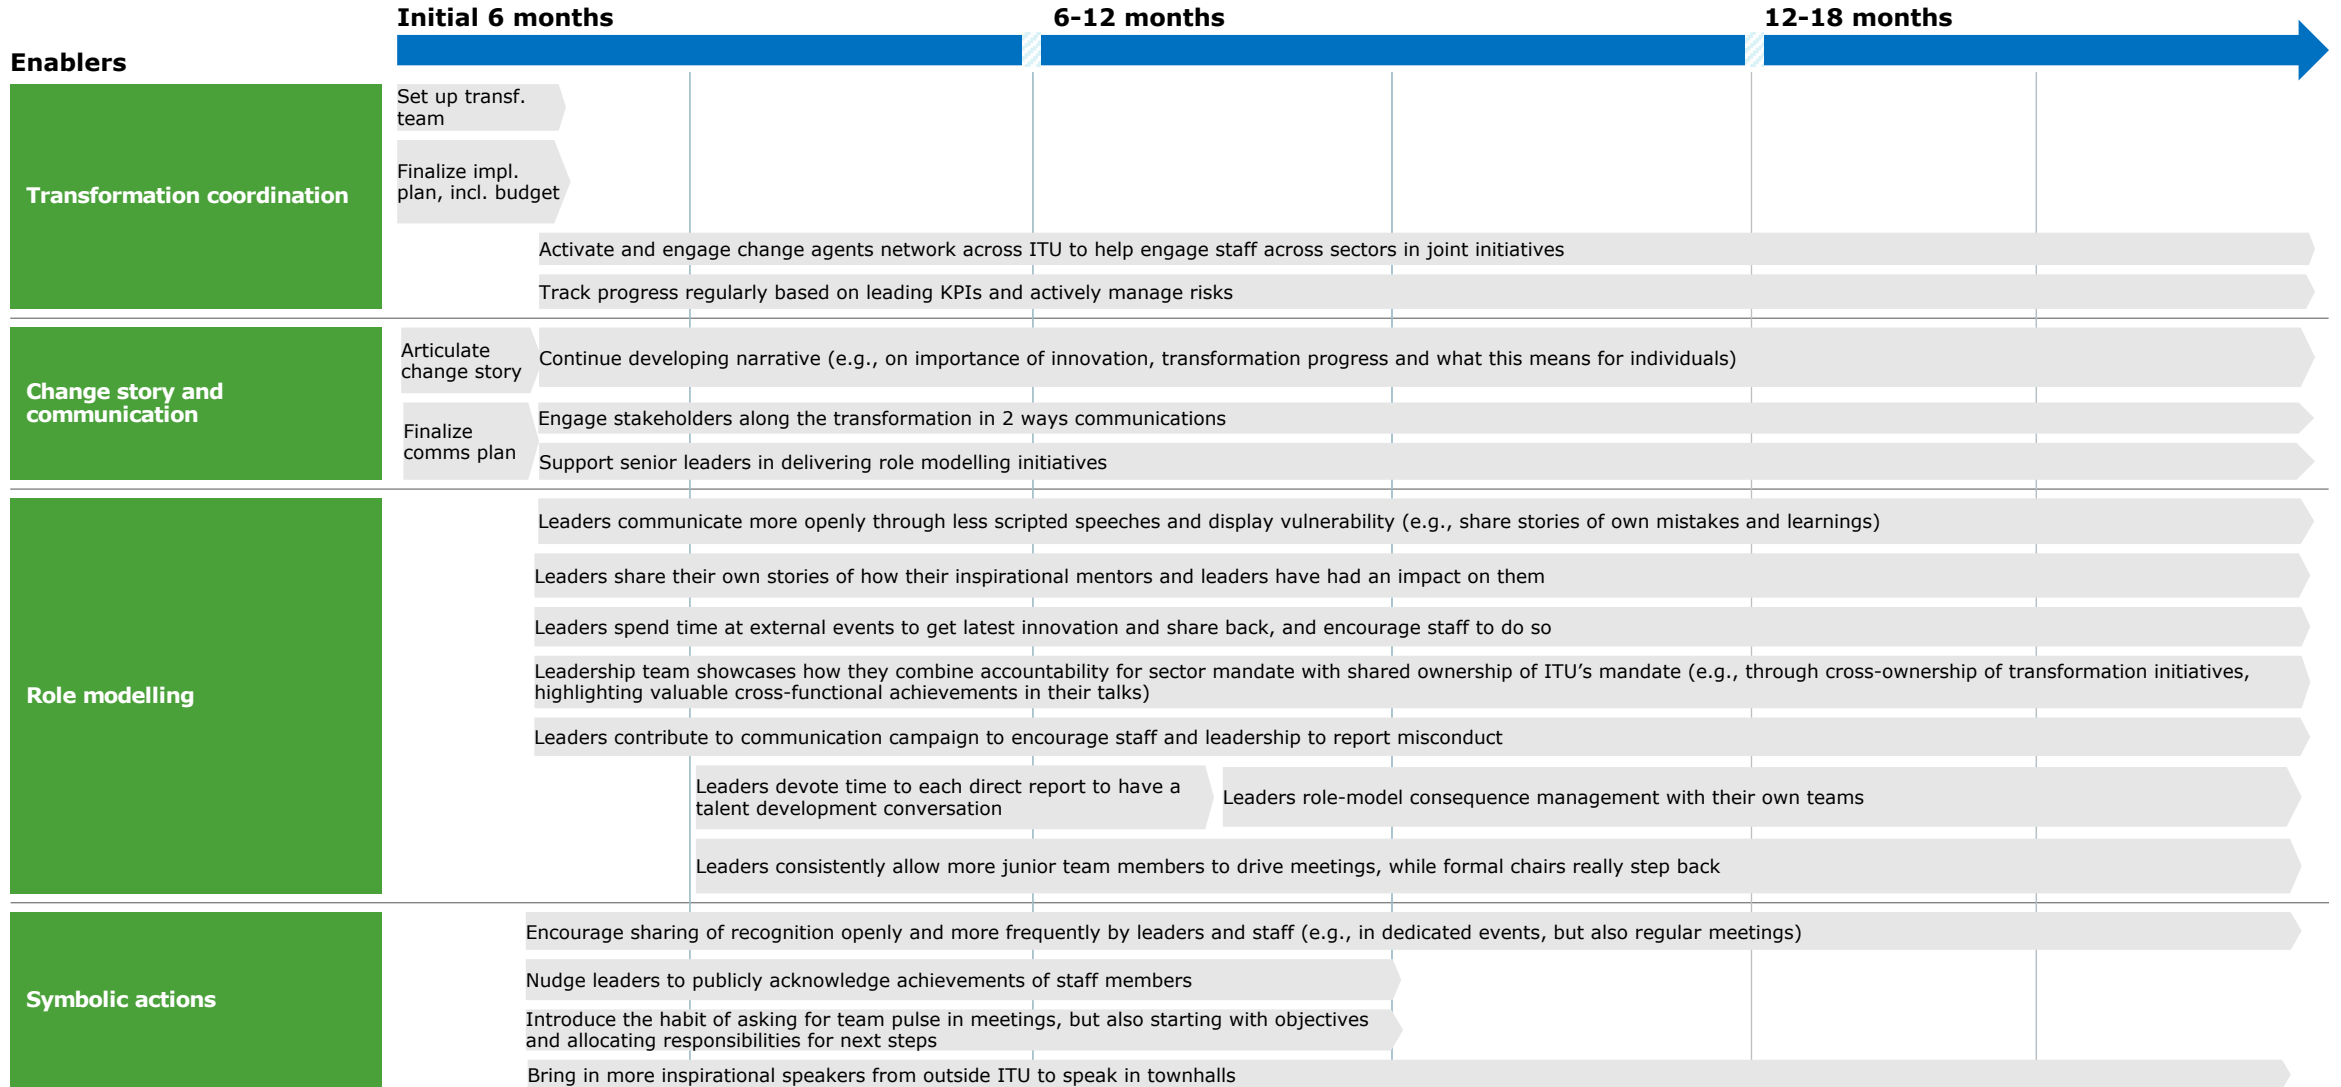 Initial 6 months
6-12 months
12-18 months
Enablers
Transformation coordination
Set up transf.
team
Finalize impl.
plan, incl. budget
Activate and engage change agents network across ITU to help engage staff across sectors in joint initiatives
Track progress regularly based on leading KPIs and actively manage risks
Change story and
communication
Articulate
change story
Continue developing narrative (e.g., on importance of innovation, transformation progress and what this means for individuals)
Finalize
comms plan
Engage stakeholders along the transformation in 2 ways communications
Support senior leaders in delivering role modelling initiatives
Role modelling
Leaders communicate more openly through less scripted speeches and display vulnerability (e.g., share stories of own mistakes and learnings)
Leaders share their own stories of how their inspirational mentors and leaders have had an impact on them
Leaders spend time at external events to get latest innovation and share back, and encourage staff to do so
Leadership team showcases how they combine accountability for sector mandate with shared ownership of ITU’s mandate (e.g., through cross-ownership of transformation initiatives,
highlighting valuable cross-functional achievements in their talks)
Leaders contribute to communication campaign to encourage staff and leadership to report misconduct
Leaders devote time to each direct report to have a
talent development conversation
Leaders role-model consequence management with their own teams
Leaders consistently allow more junior team members to drive meetings, while formal chairs really step back
Symbolic actions
Encourage sharing of recognition openly and more frequently by leaders and staff (e.g., in dedicated events, but also regular meetings)
Nudge leaders to publicly acknowledge achievements of staff members
Introduce the habit of asking for team pulse in meetings, but also starting with objectives
and allocating responsibilities for next steps
Bring in more inspirational speakers from outside ITU to speak in townhalls